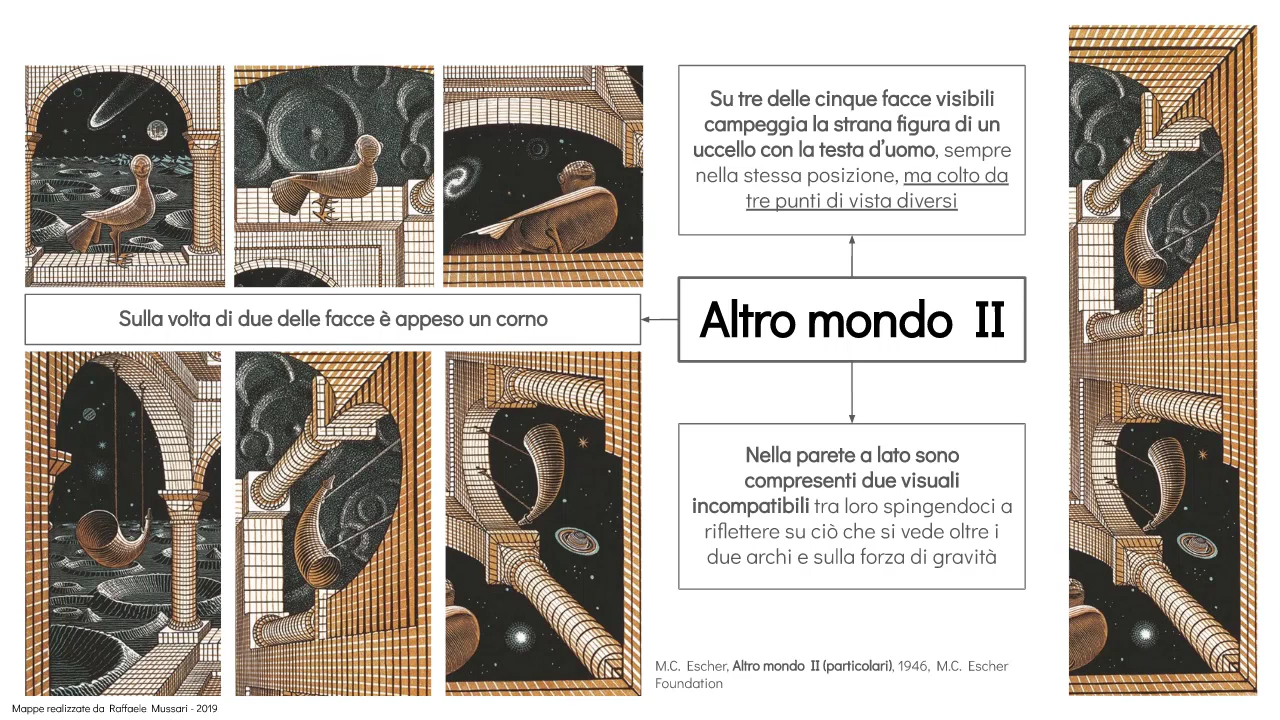 Su tre delle cinque facce visibili
campeggia la strana figura di un
uccello con la testa d'uomo, sempre
nella stessa posizione, ma colto da
tre punti di vista diversi
Sulla volta di due delle facce è appeso un corno
Altro mondo II
Nella parete a lato sono
compresenti due visuali
incompatibili tra loro spingendoci a
riflettere su ciò che si vede oltre i
due archi e sulla forza di gravità
M.C. Escher, Altro mondo II (particolari), 1946, M.C. Escher
Foundation
Mappe realizzate da Raffaele Mussari - 2019